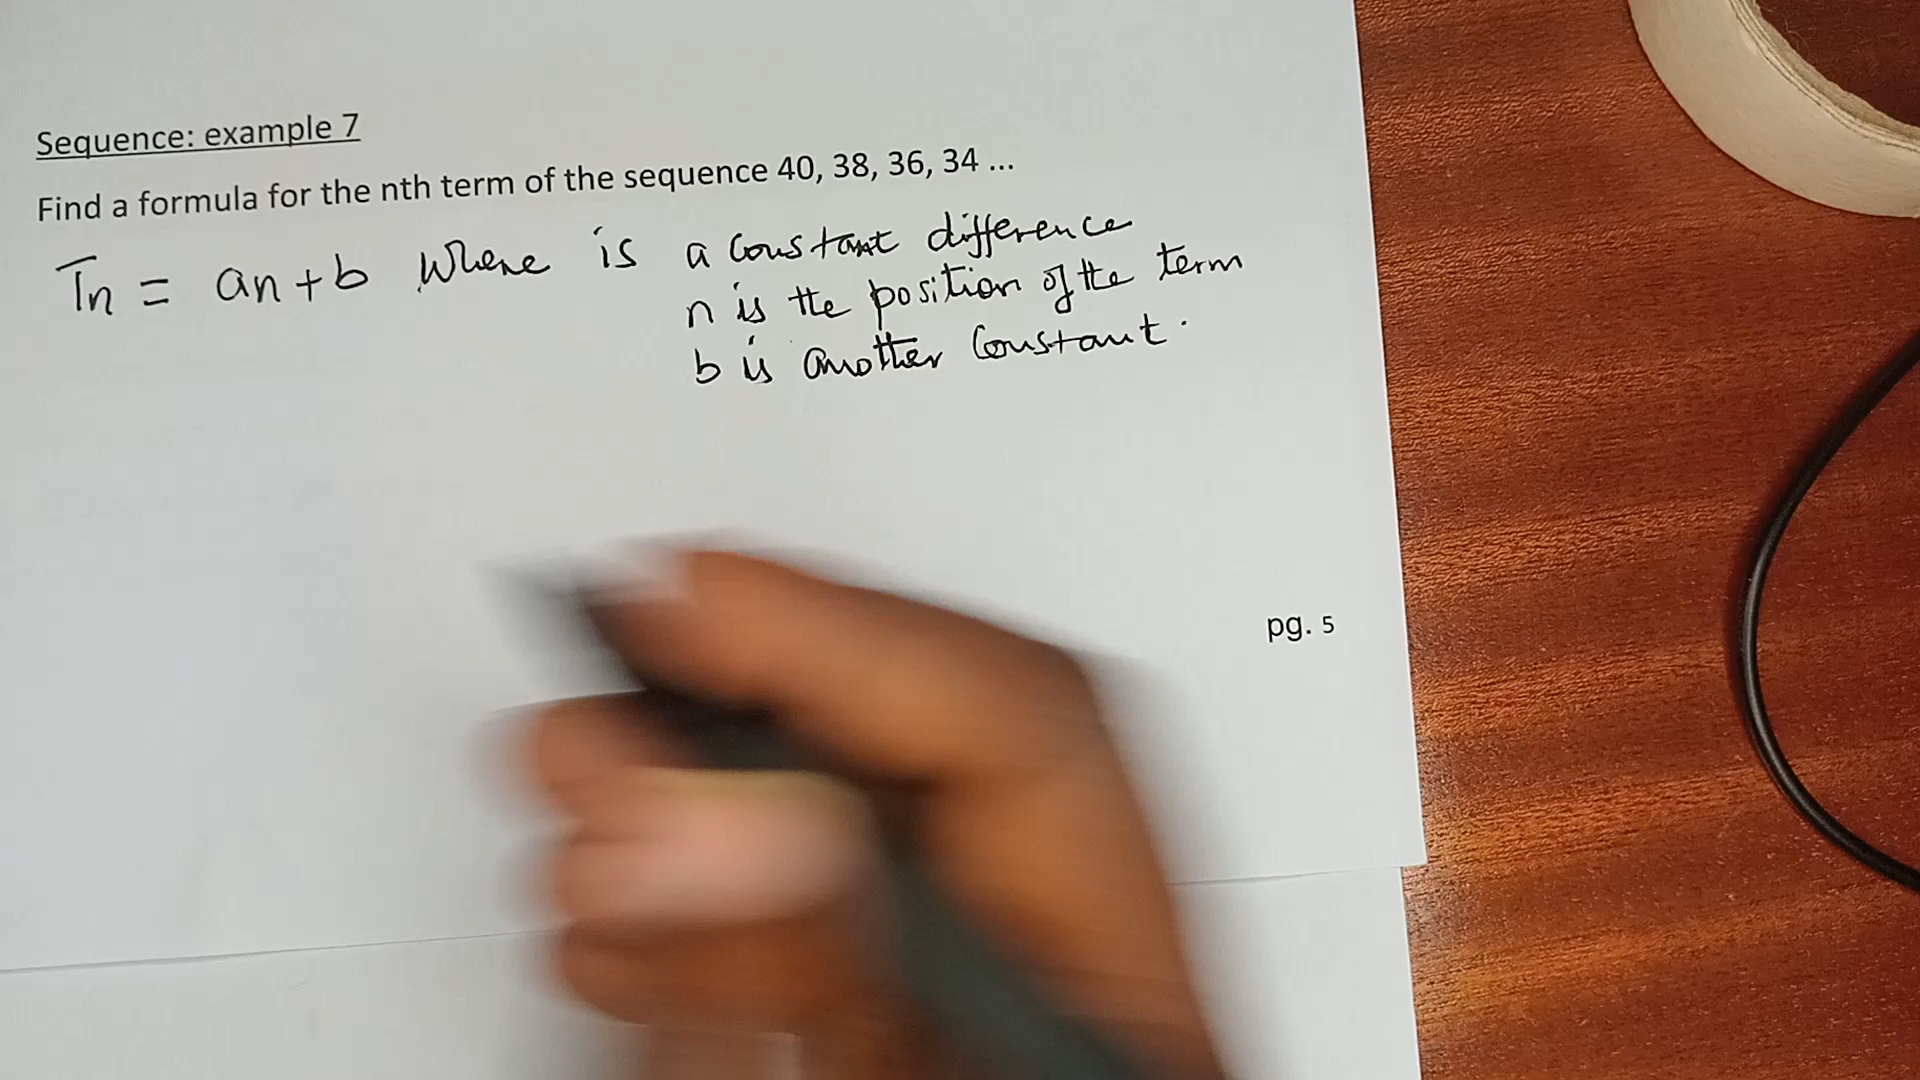 Sequence: example 7
Find a formula for the nth term of the sequence 40, 38, 36, 34 ...
Tn = an + b where is a constant difference
n is the position of the term
b is another constant.
pg. 5